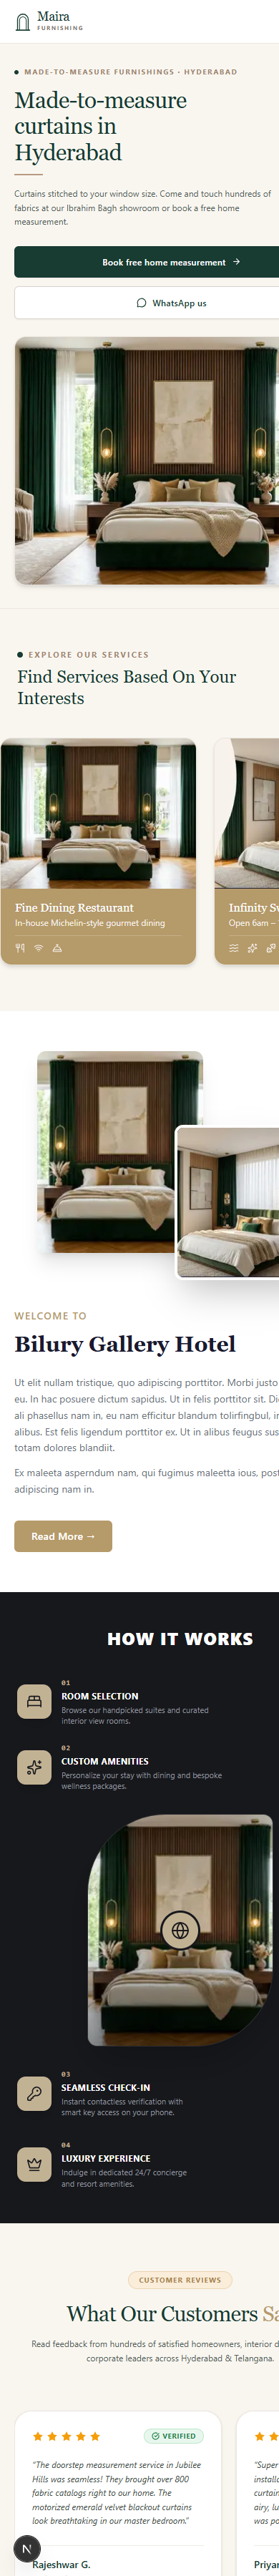 Maira
FURNISHING
MADE-TO-MEASURE FURNISHINGS · HYDERABAD
Made-to-measure
curtains in
Hyderabad
Curtains stitched to your window size. Come and touch hundreds of
fabrics at our Ibrahim Bagh showroom or book a free home
measurement.
Book free home measurement →
WhatsApp us
EXPLORE OUR SERVICES
Find Services Based On Your
Interests
Fine Dining Restaurant
In-house Michelin-style gourmet dining
Infinity
Open 6am –
WELCOME TO
Bilury Gallery Hotel
Ut elit nullam tristique, quo adipiscing porttitor. Morbi justo
eu. In hac posuere dictum sapidus. Ut in felis porttitor sit.
ali phasellus nam in, eu nam efficitur blandum tolirfingbul, in
alibus. Est felis ligendum porttitor ex. Ut in alibus feugus
totam dolores blandiit.
Ex maleeta asperndum nam, qui fugimus maleetta ious,
adipiscing nam in.
Read More →
HOW IT WORKS
01
ROOM SELECTION
Browse our handpicked suites and curated
interior view rooms.
02
CUSTOM AMENITIES
Personalize your stay with dining and bespoke
wellness packages.
03
SEAMLESS CHECK-IN
Instant contactless verification with
smart key access on your phone.
04
LUXURY EXPERIENCE
Indulge in dedicated 24/7 concierge
and resort amenities.
CUSTOMER REVIEWS
What Our Customers
Read feedback from hundreds of satisfied homeowners, interior
corporate leaders across Hyderabad & Telangana.
VERIFIED
"The doorstep measurement service in Jubilee
Hills was seamless! They brought over 800
fabric catalogs right to our home. The
motorized emerald velvet blackout curtains
look breathtaking in our master bedroom."
"Super
N
Rajeshwar G.